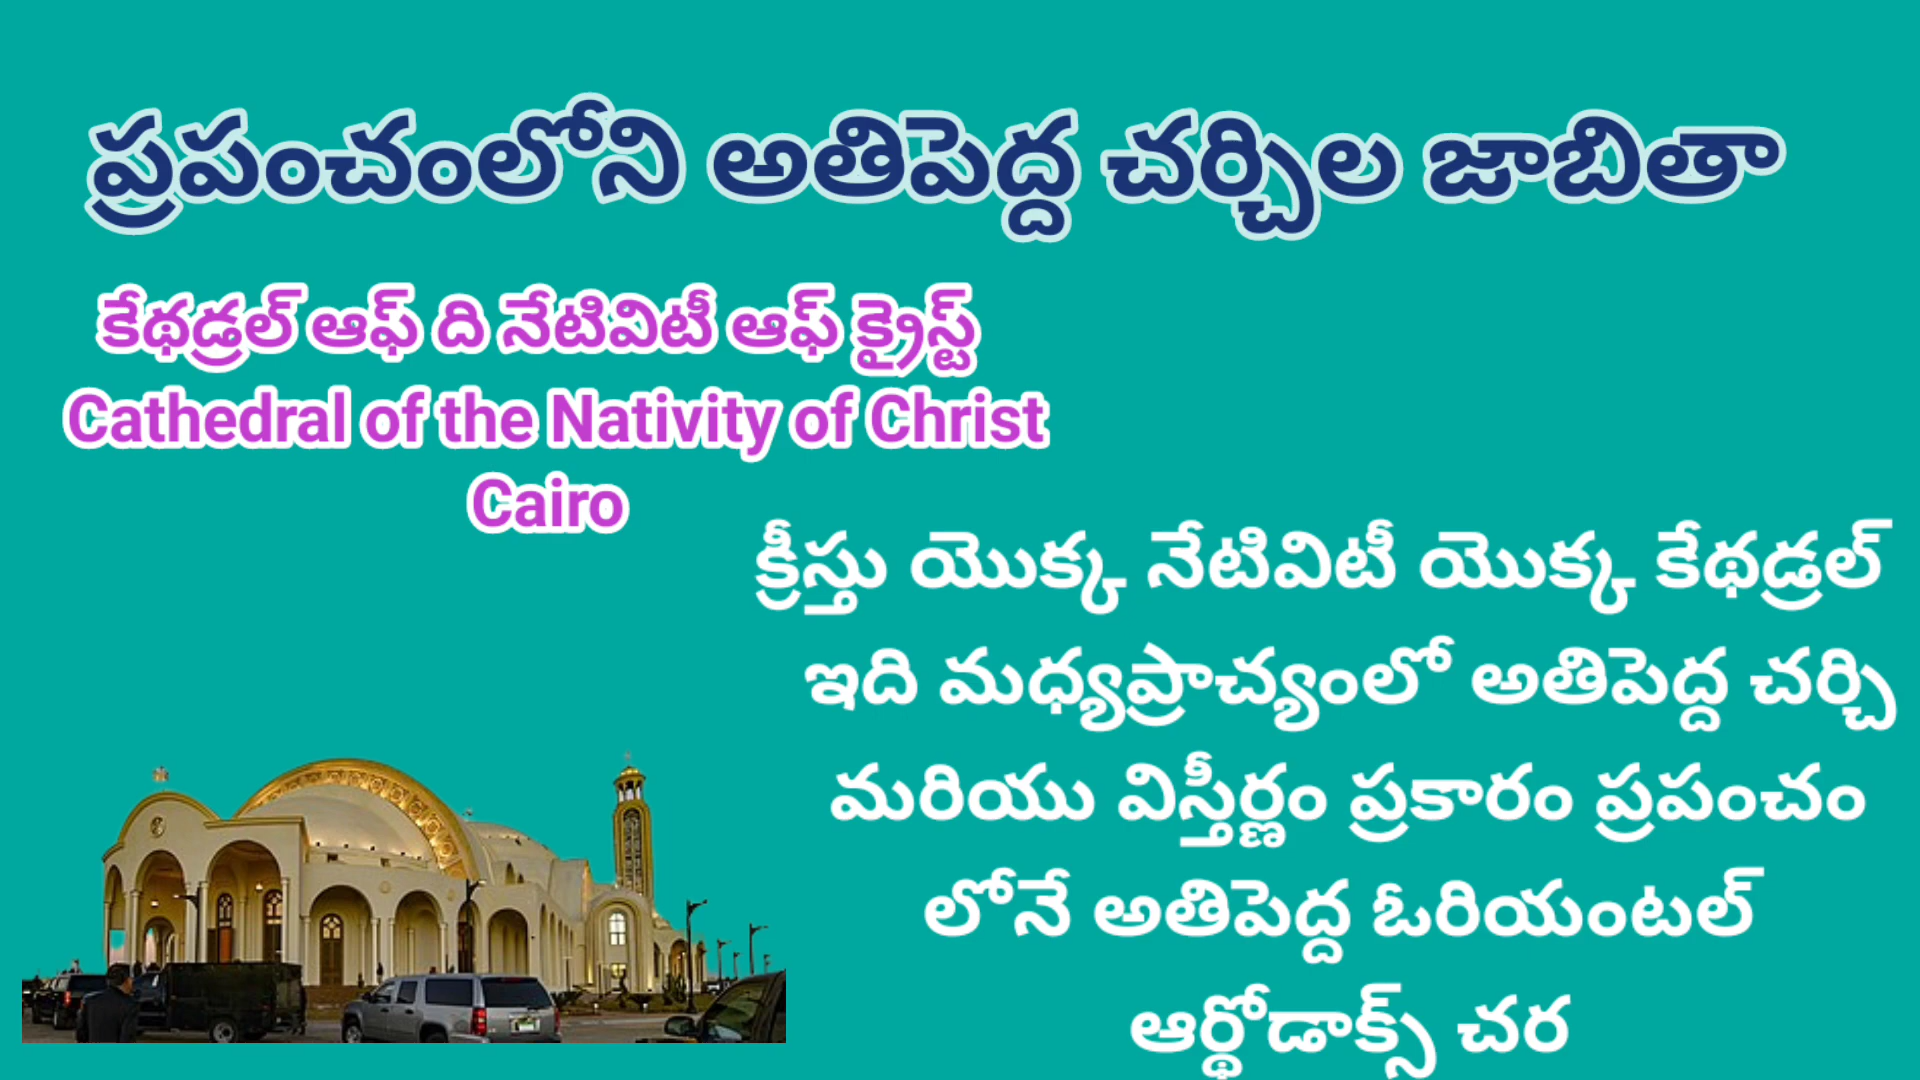 ప్రపంచంలోని అతిపెద్ద చర్చిల జాబితా
కేథడ్రల్ ఆఫ్ ది నేటివిటీ ఆఫ్ క్రైస్ట్
Cathedral of the Nativity of Christ
Cairo
క్రీస్తు యొక్క నేటివిటీ యొక్క కేథడ్రల్
ఇది మధ్యప్రాచ్యంలో అతిపెద్ద చర్చి
మరియు విస్తీర్ణం ప్రకారం ప్రపంచం
లోనే అతిపెద్ద ఓరియంటల్
ఆర్థోడాక్స్ చర